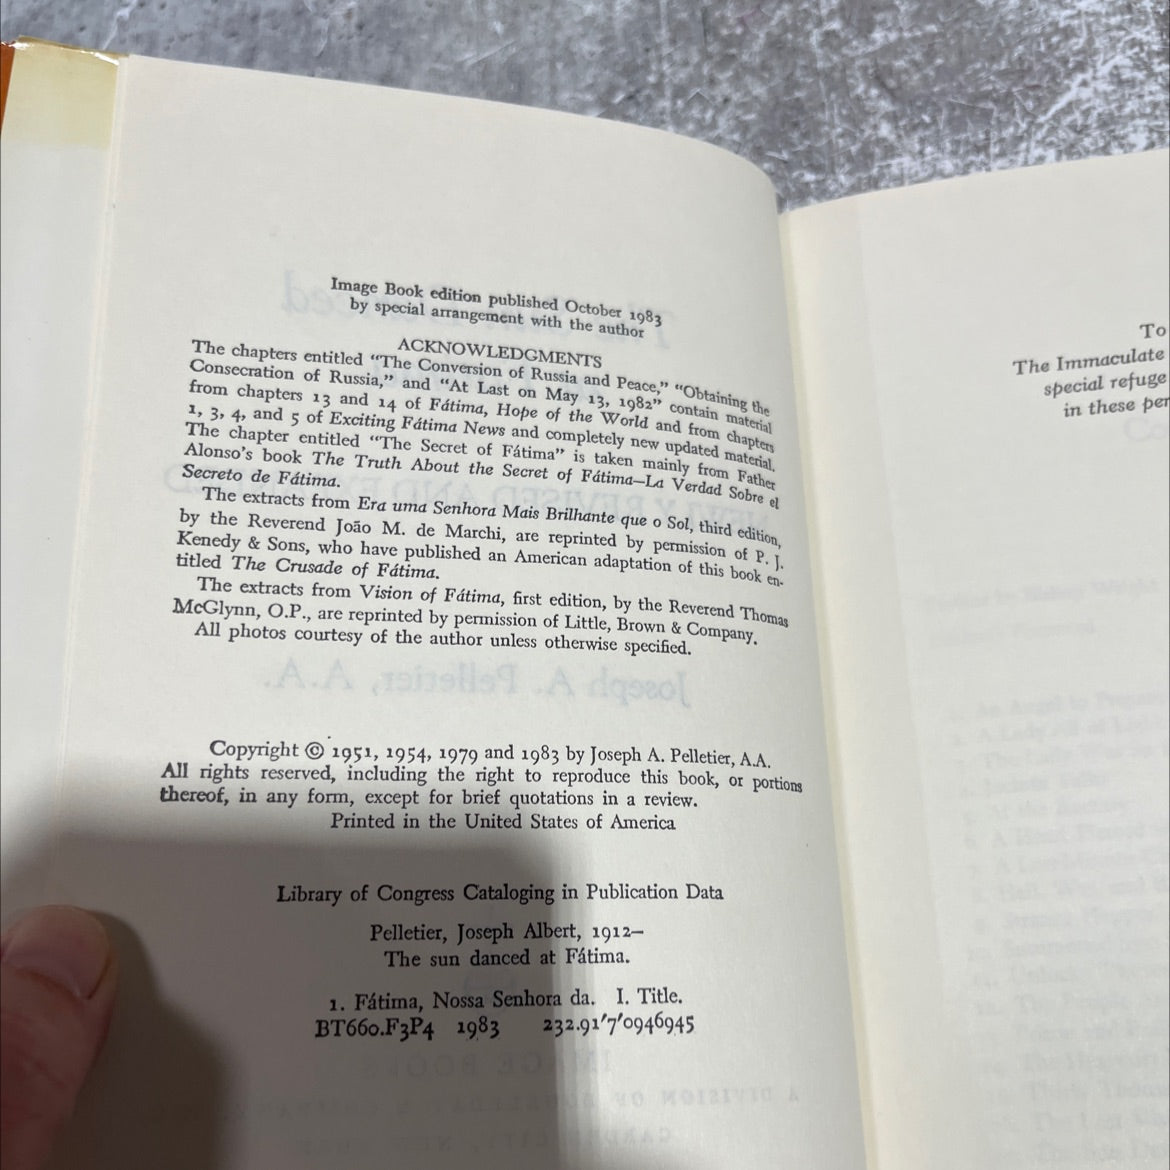 Image Book edition published October 1983
by special arrangement with the author
ACKNOWLEDGMENTS
The chapters entitled “The Conversion of Russia and Peace,” “Obtaining the
Consecration of Russia,” and “At Last on May 13, 1982” contain material
from chapters 13 and 14 of Fátima, Hope of the World and from chapters
1, 3, 4, and 5 of Exciting Fátima News and completely new updated material.
The chapter entitled “The Secret of Fátima” is taken mainly from Father
Alonso’s book The Truth About the Secret of Fátima—La Verdad Sobre el
Secreto de Fátima.
The extracts from Era uma Senhora Mais Brilhante que o Sol, third edition,
by the Reverend João M. de Marchi, are reprinted by permission of P. J.
Kenedy & Sons, who have published an American adaptation of this book en-
titled The Crusade of Fátima.
The extracts from Vision of Fátima, first edition, by the Reverend Thomas
McGlynn, O.P., are reprinted by permission of Little, Brown & Company.
All photos courtesy of the author unless otherwise specified.
Joseph A. Pelletier, A.A.
Copyright © 1951, 1954, 1979 and 1983 by Joseph A. Pelletier, A.A.
All rights reserved, including the right to reproduce this book, or portions
thereof, in any form, except for brief quotations in a review.
Printed in the United States of America
Library of Congress Cataloging in Publication Data
Pelletier, Joseph Albert, 1912–
The sun danced at Fátima.
1. Fátima, Nossa Senhora da. I. Title.
BT660.F3P4 1983 232.91′7′0946945
To
The Immaculate
special refuge
in these per